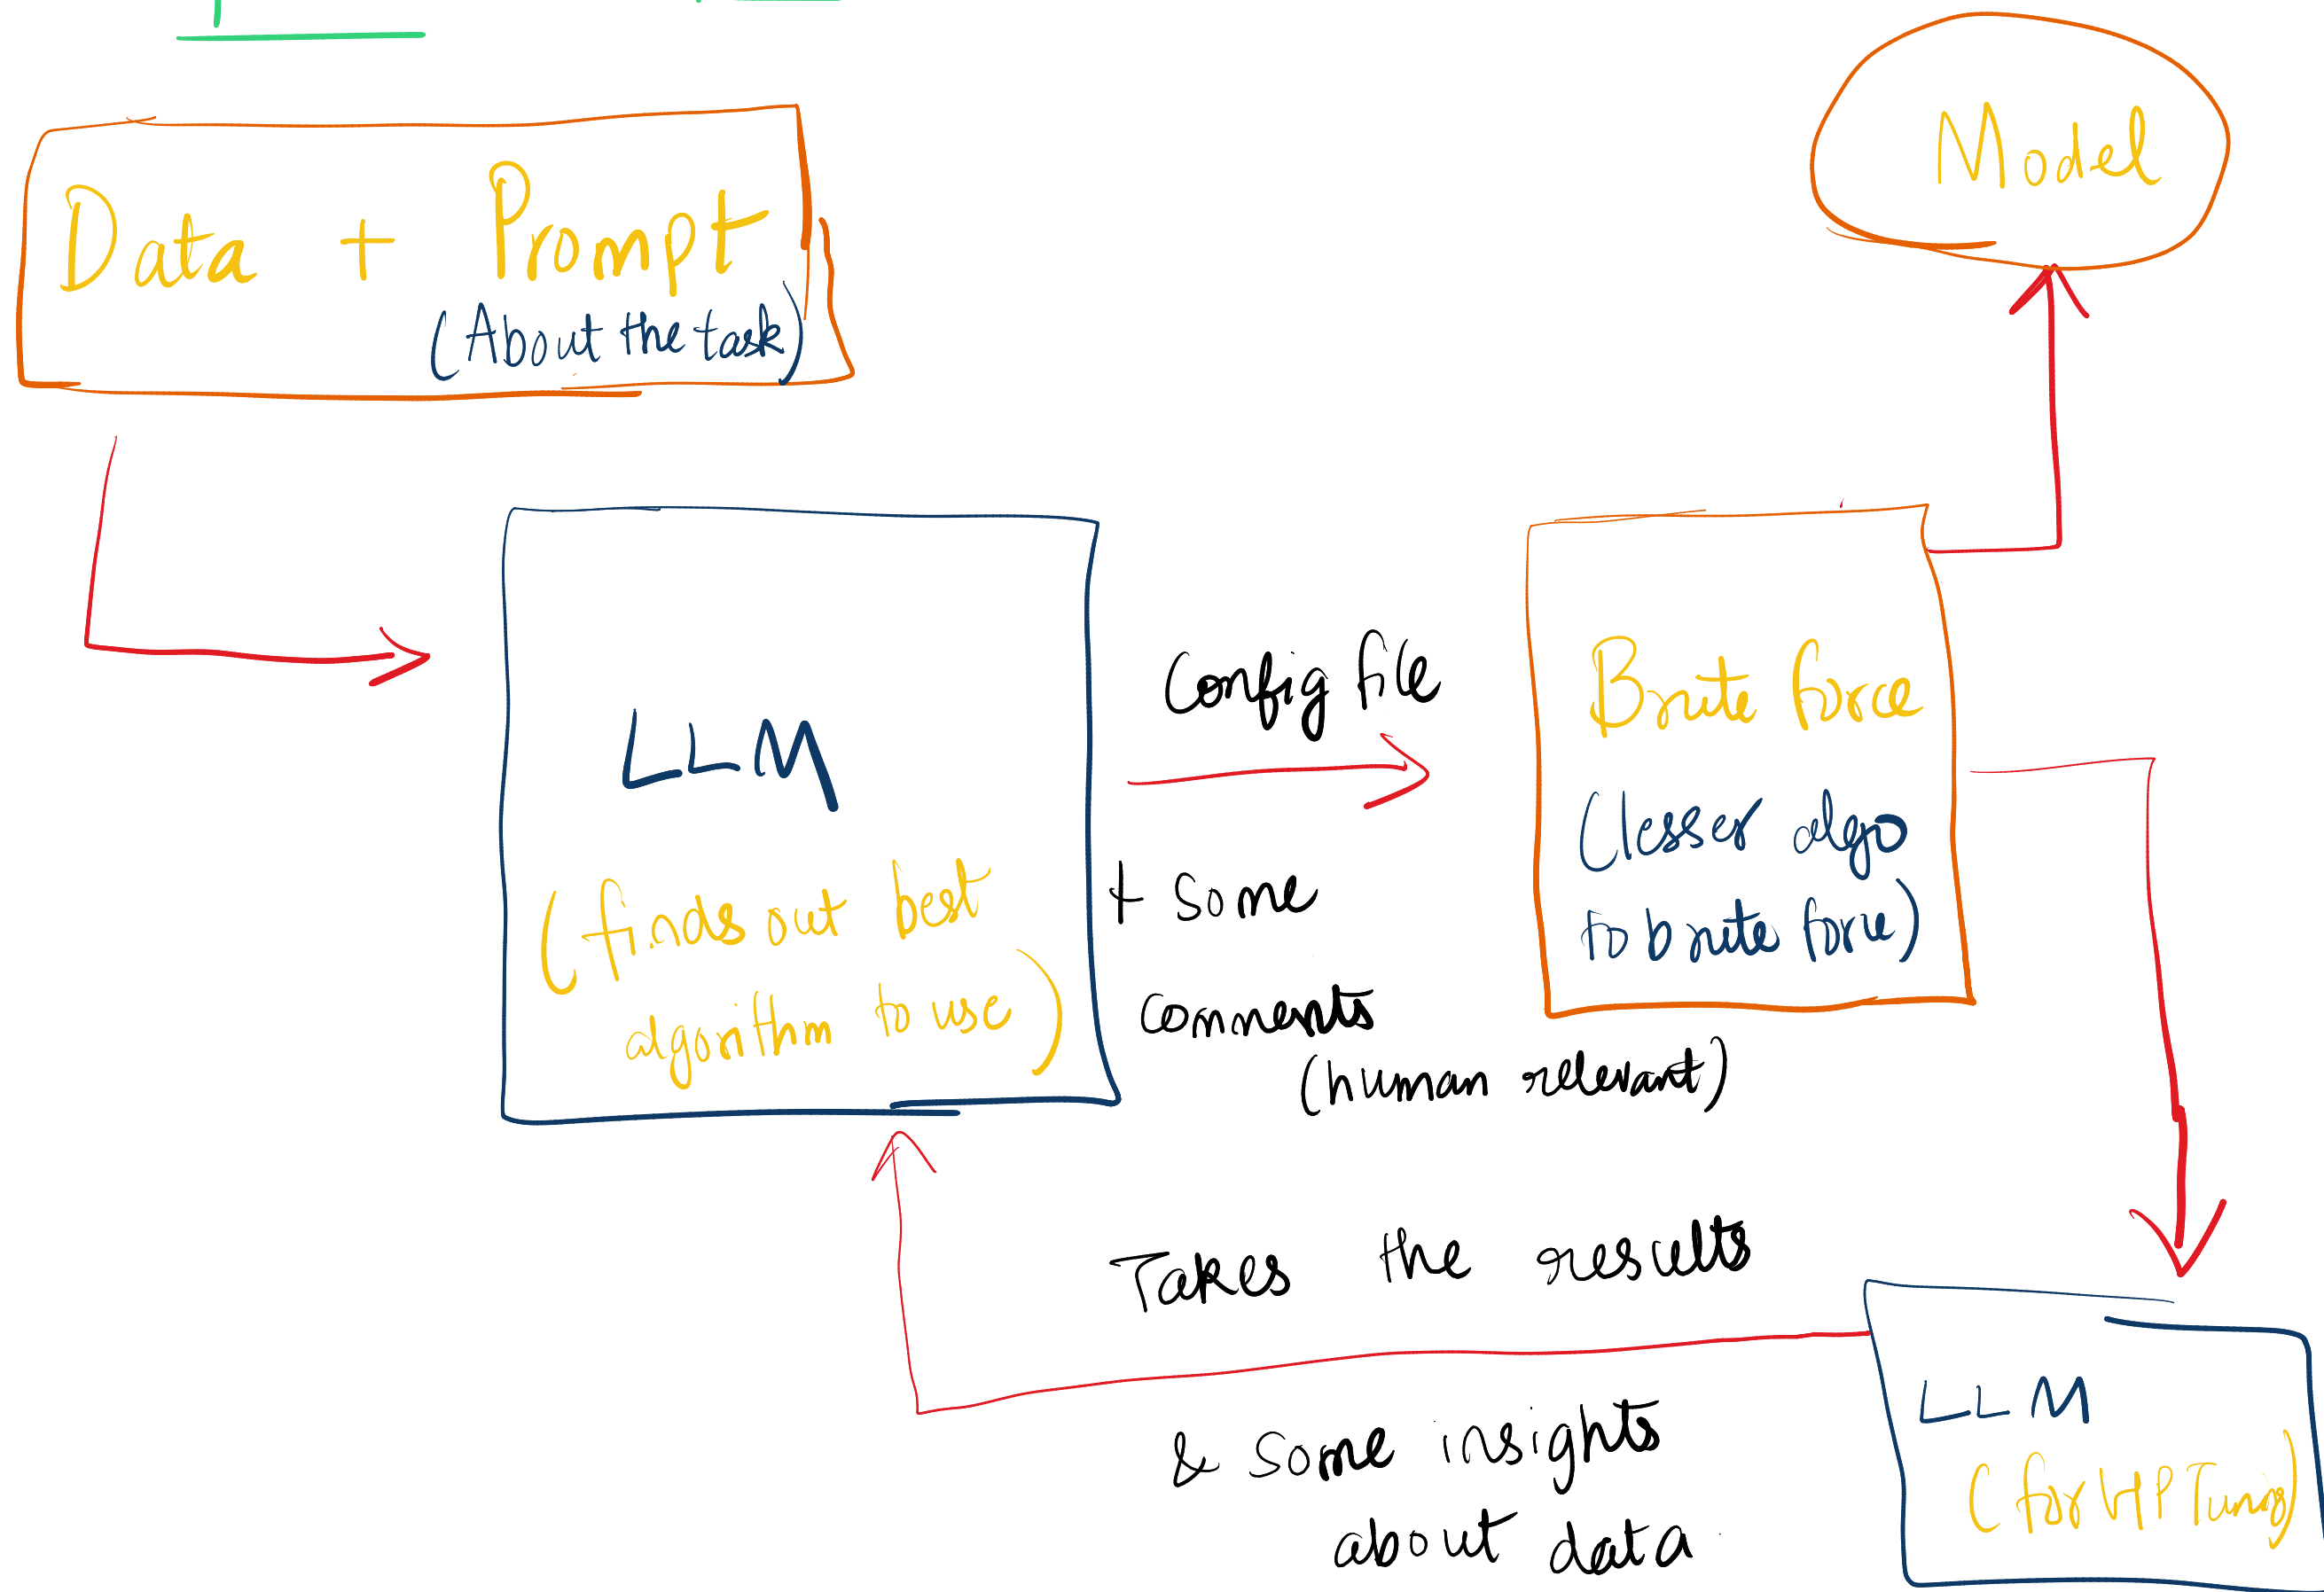 Data + Prompt
(About the task)
Model
LLM
(finds out best
algorithm to use)
Config file
+ some
comments
(human relevant)
Brute force
(lesser algo
to brute force)
Takes the results
& some insights
about data
LLM
(for HP Tuning)